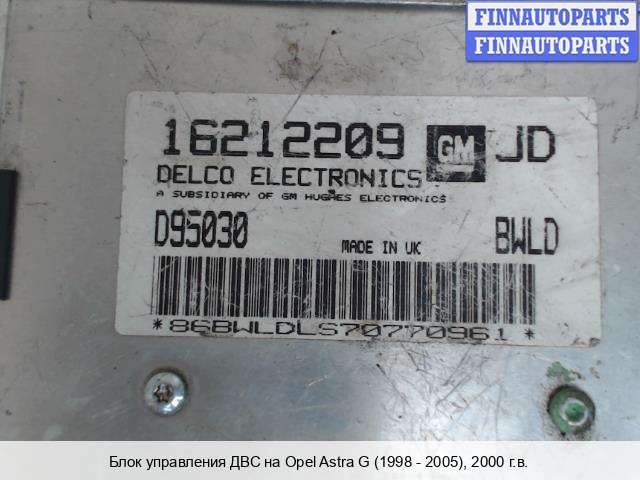 FINNAUTOPARTS
FINNAUTOPARTS
16212209 GM JD
DELCO ELECTRONICS
A SUBSIDIARY OF GM HUGHES ELECTRONICS
D95030 MADE IN UK BWLD
*868WLDLS70770961*
Блок управления ДВС на Opel Astra G (1998 - 2005), 2000 г.в.